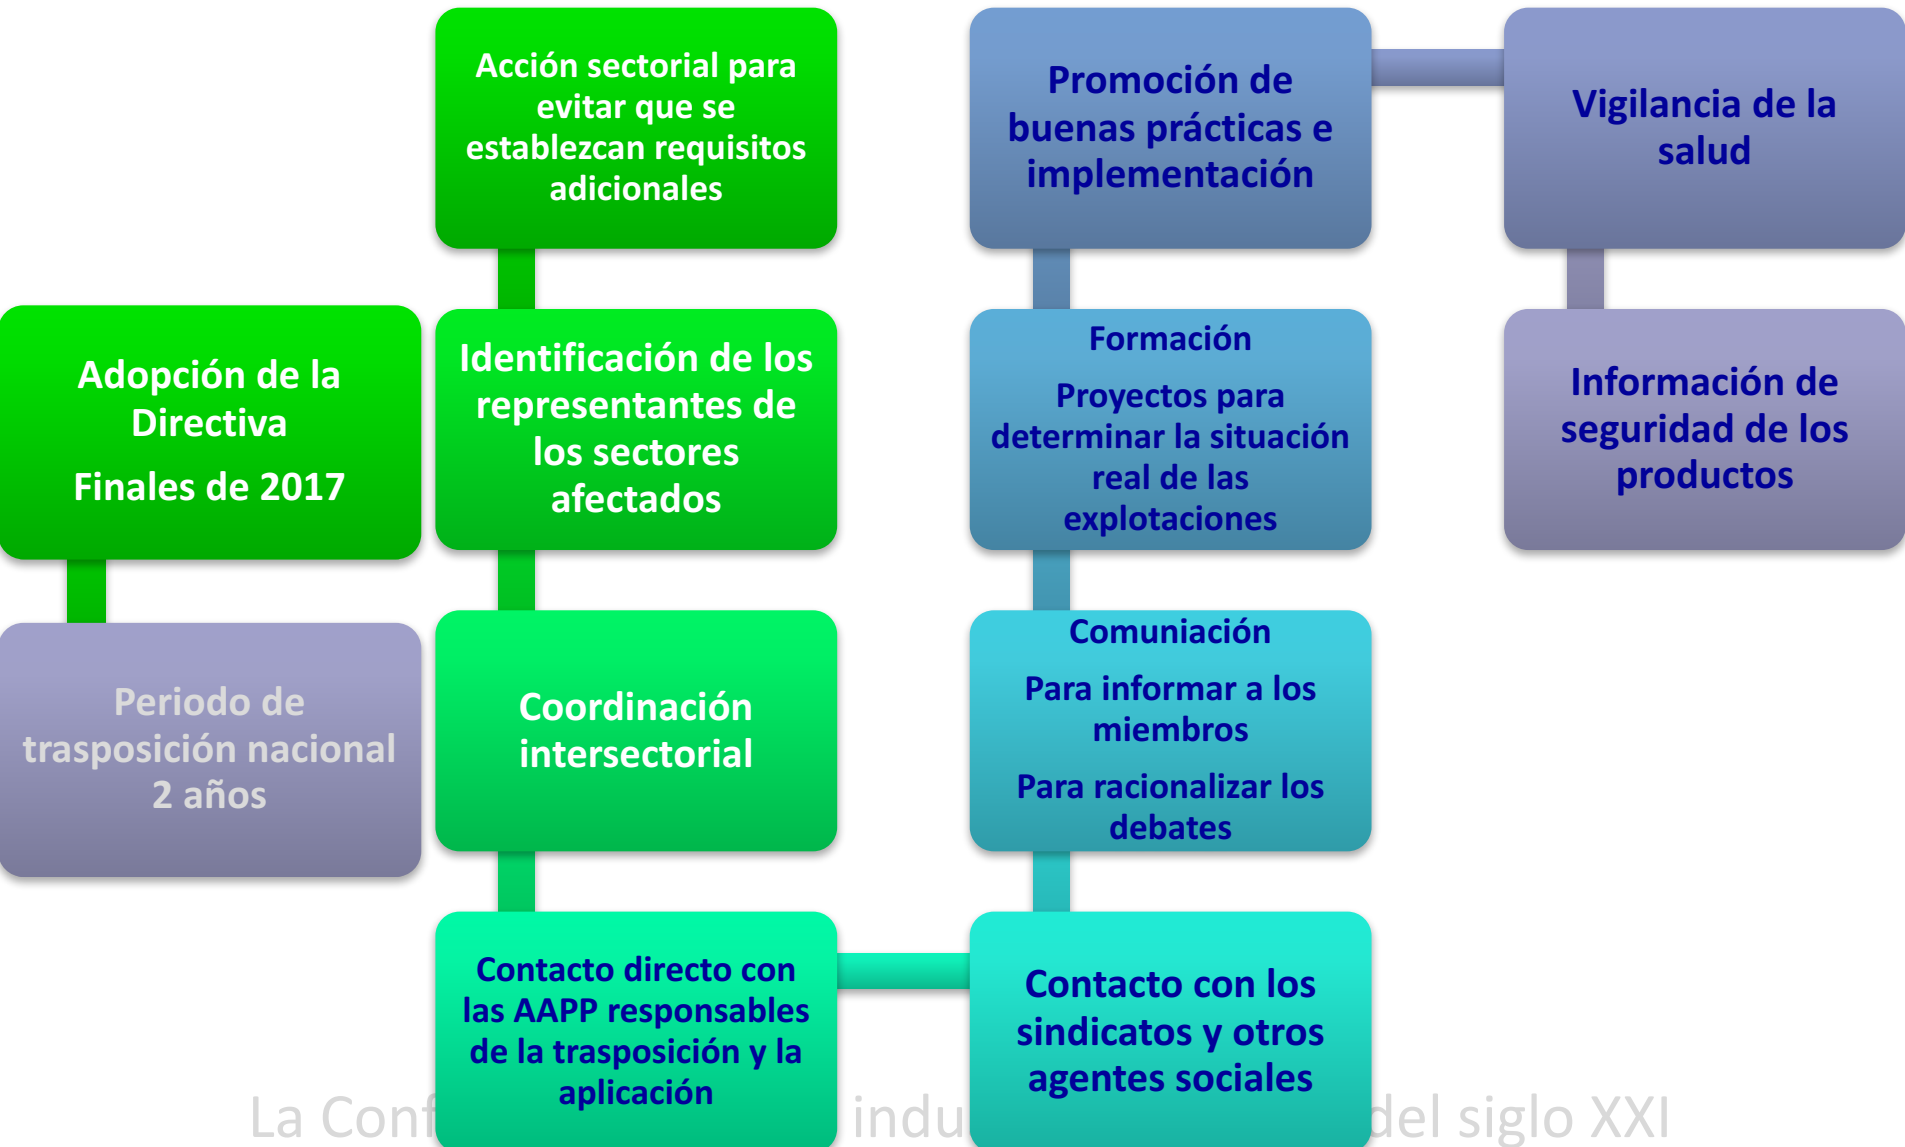 Adopción de la
Directiva
Finales de 2017
Periodo de
trasposición nacional
2 años
Acción sectorial para
evitar que se
establezcan requisitos
adicionales
Identificación de los
representantes de
los sectores
afectados
Coordinación
intersectorial
Contacto directo con
las AAPP responsables
de la trasposición y la
aplicación
Contacto con los
sindicatos y otros
agentes sociales
Comuniación
Para informar a los
miembros
Para racionalizar los
debates
Formación
Proyectos para
determinar la situación
real de las
explotaciones
Promoción de
buenas prácticas e
implementación
Vigilancia de la
salud
Información de
seguridad de los
productos
La del siglo XXI